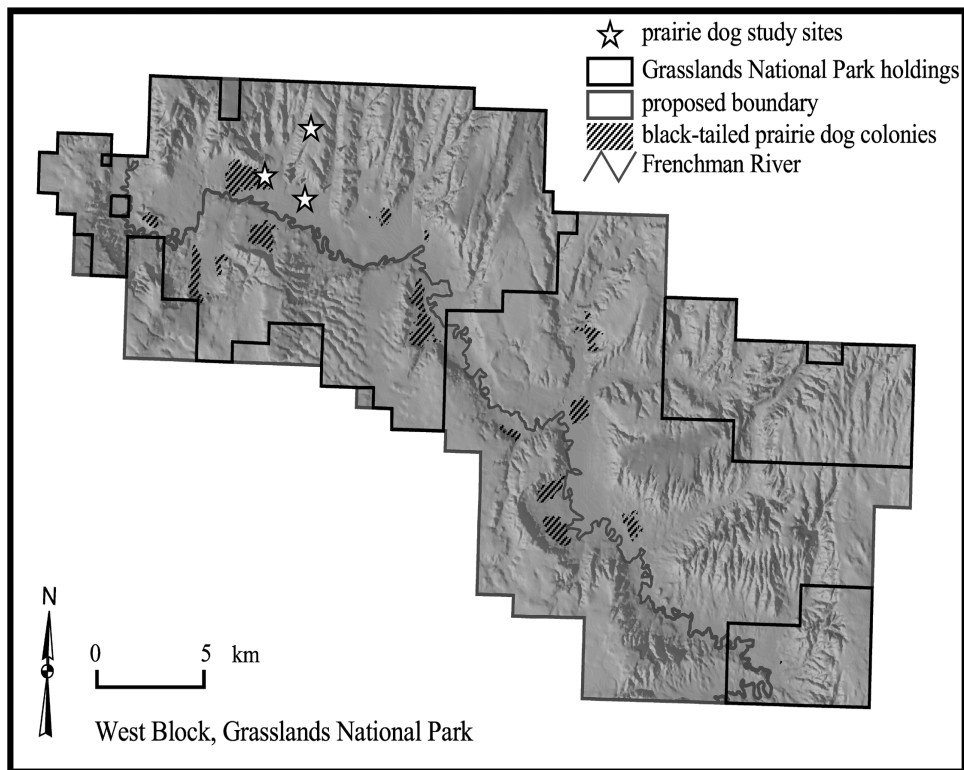 prairie dog study sites
Grasslands National Park holdings
proposed boundary
black-tailed prairie dog colonies
Frenchman River
N
0 5 km
West Block, Grasslands National Park